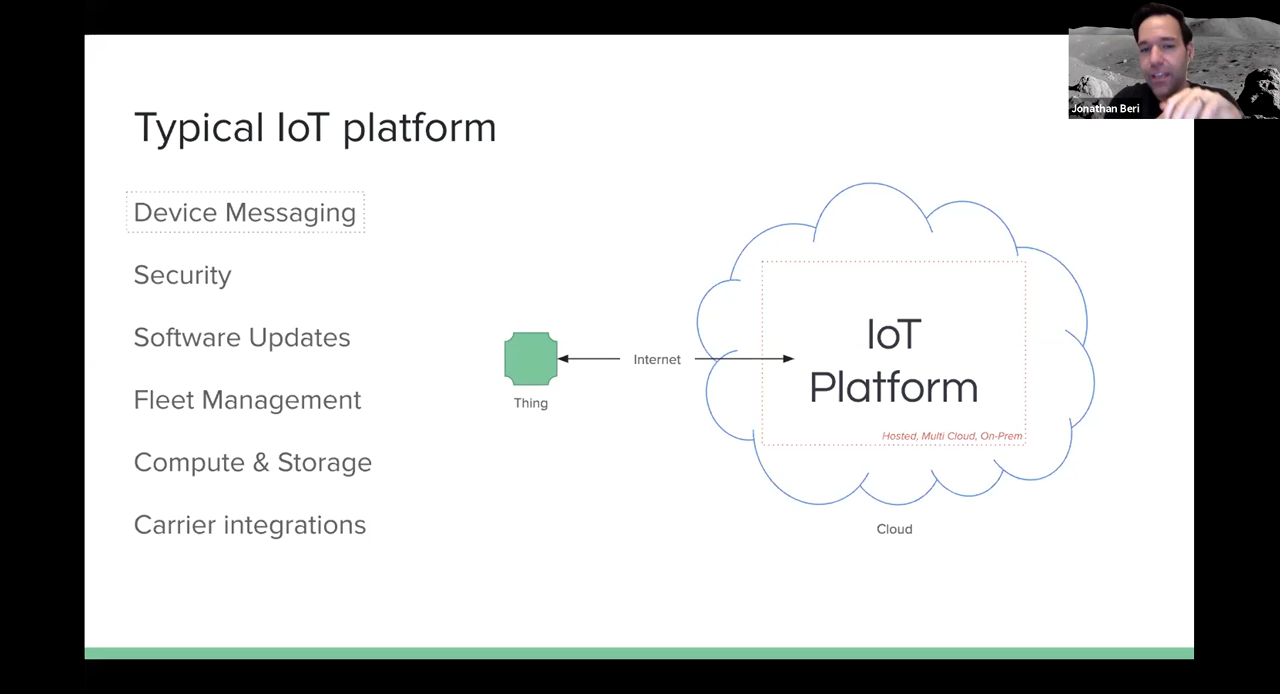 Typical IoT platform
Jonathan Beri
Device Messaging
Security
Software Updates
Fleet Management
Compute & Storage
Carrier integrations
Thing
Internet
IoT
Platform
Hosted, Multi Cloud, On-Prem
Cloud